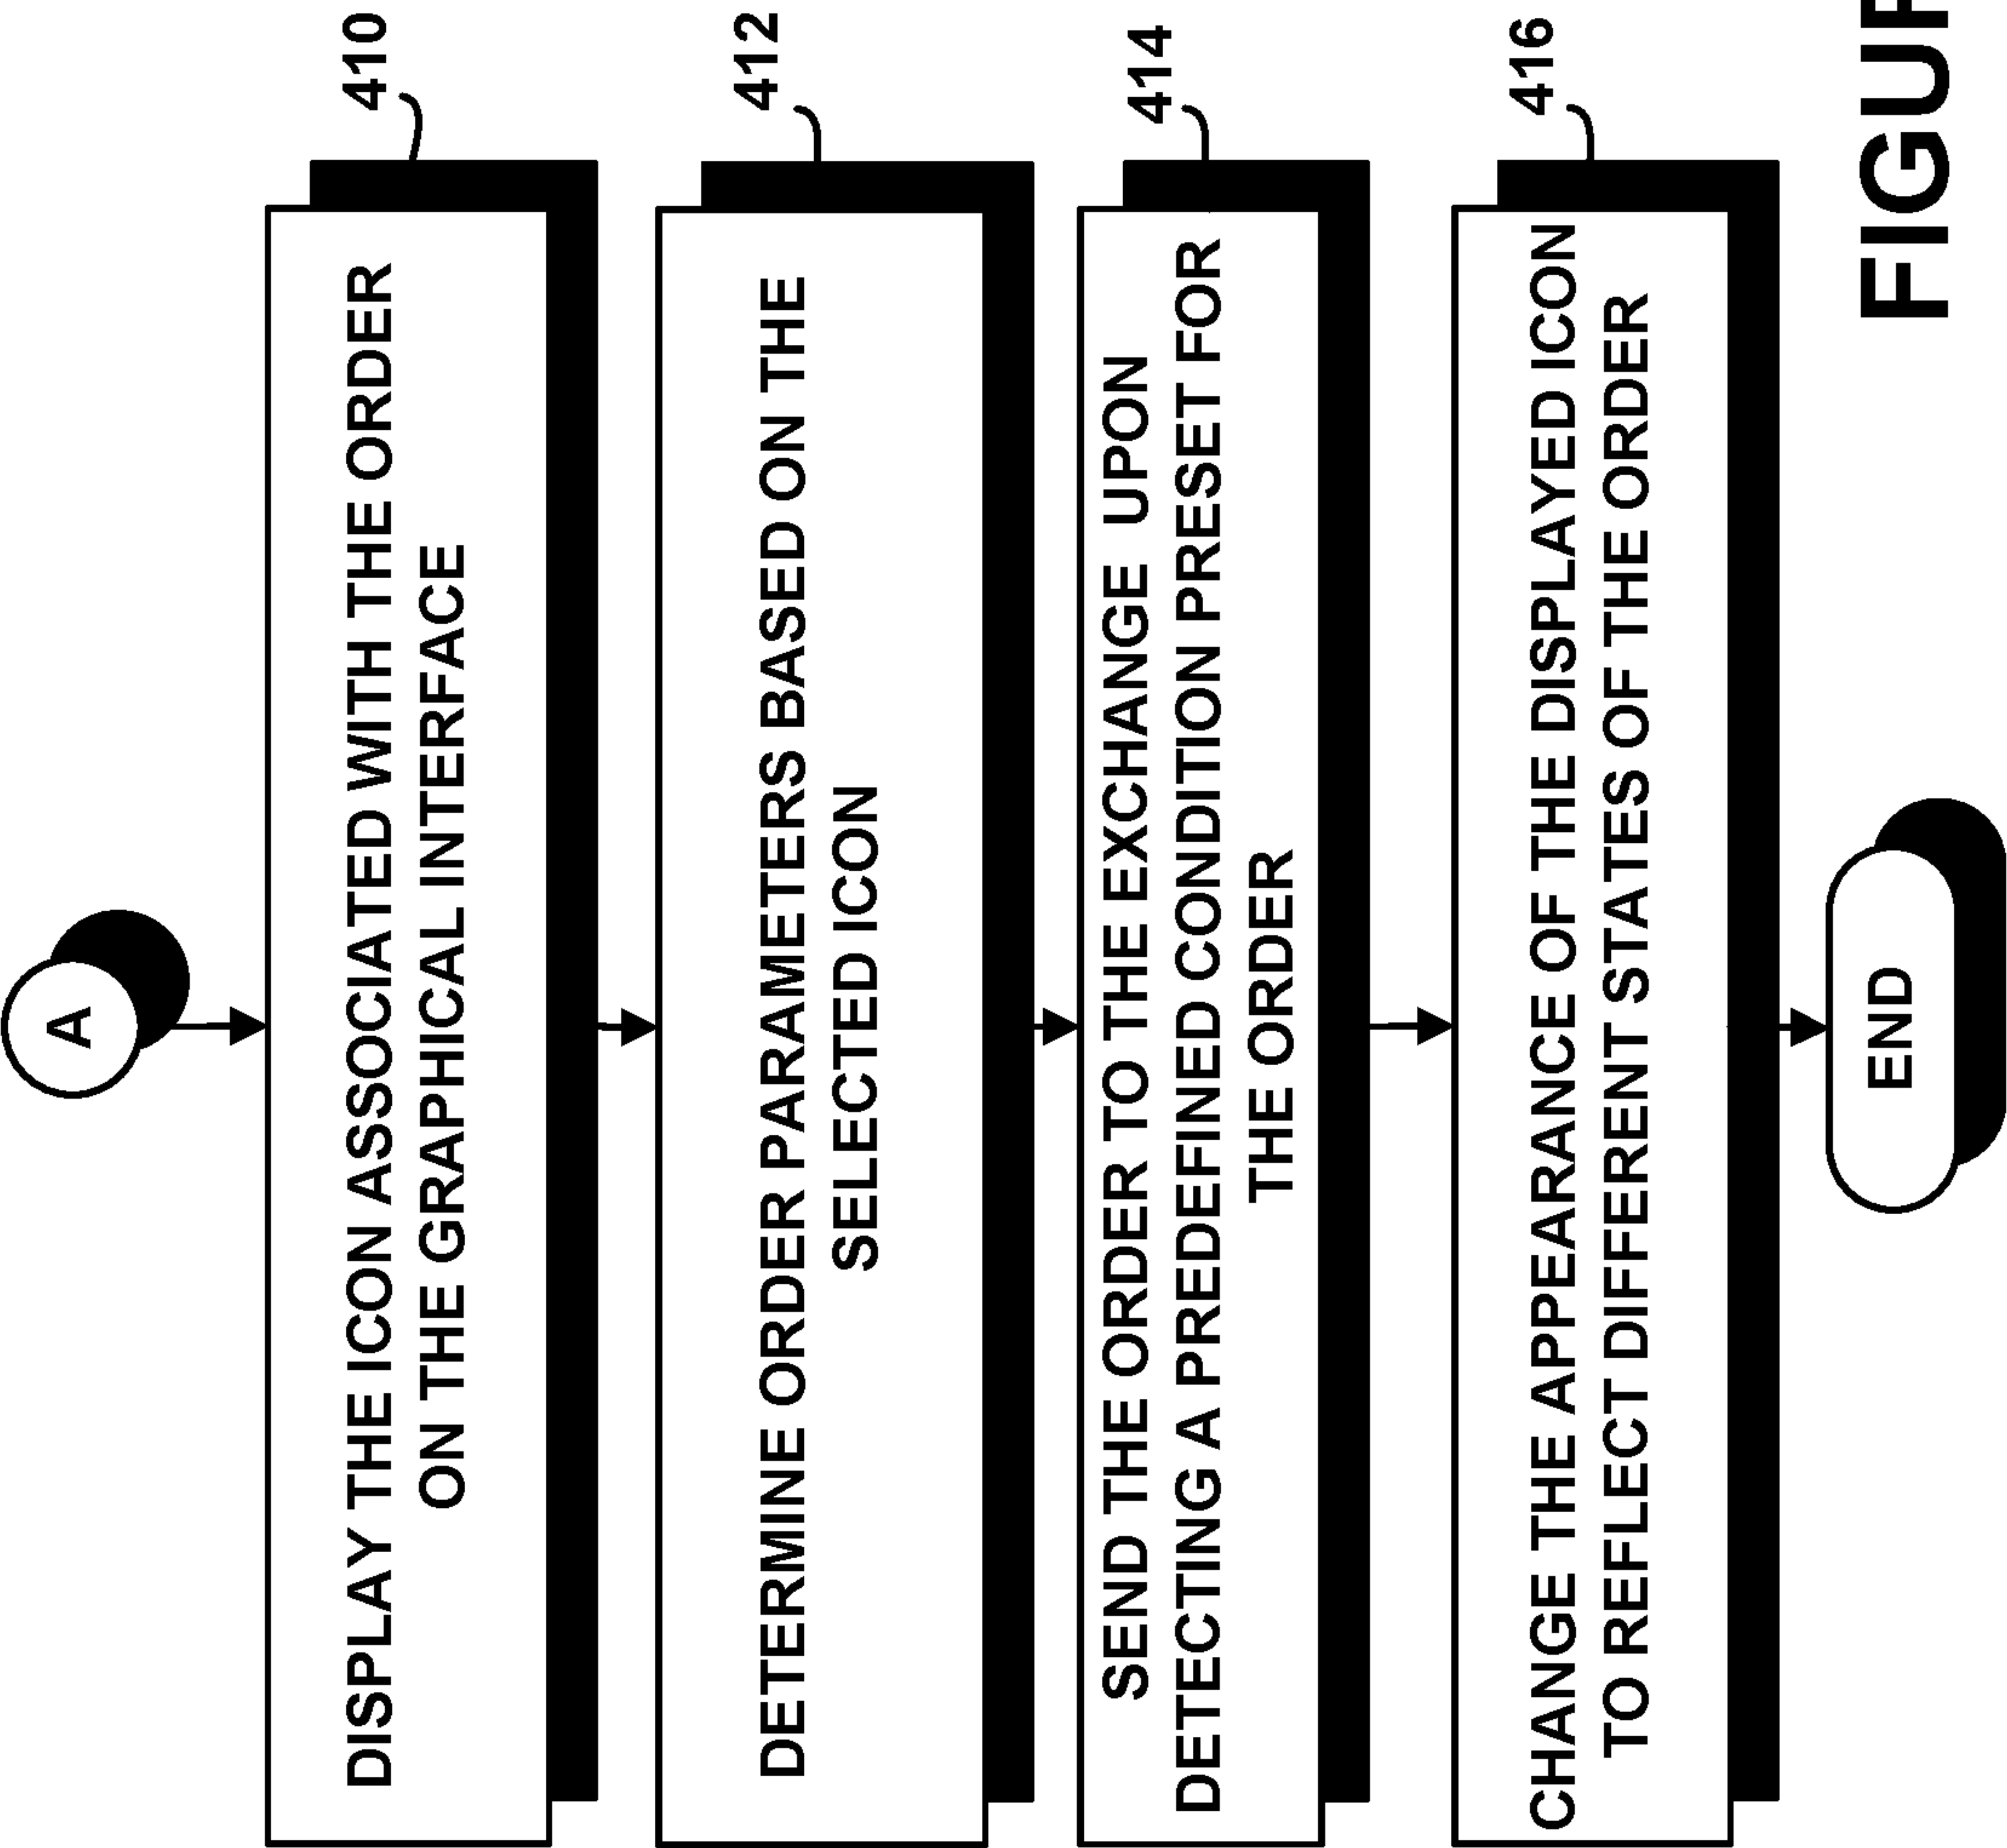 A
410
DISPLAY THE ICON ASSOCIATED WITH THE ORDER
ON THE GRAPHICAL INTERFACE
412
DETERMINE ORDER PARAMETERS BASED ON THE
SELECTED ICON
414
SEND THE ORDER TO THE EXCHANGE UPON
DETECTING A PREDEFINED CONDITION PRESET FOR
THE ORDER
416
CHANGE THE APPEARANCE OF THE DISPLAYED ICON
TO REFLECT DIFFERENT STATES OF THE ORDER
END